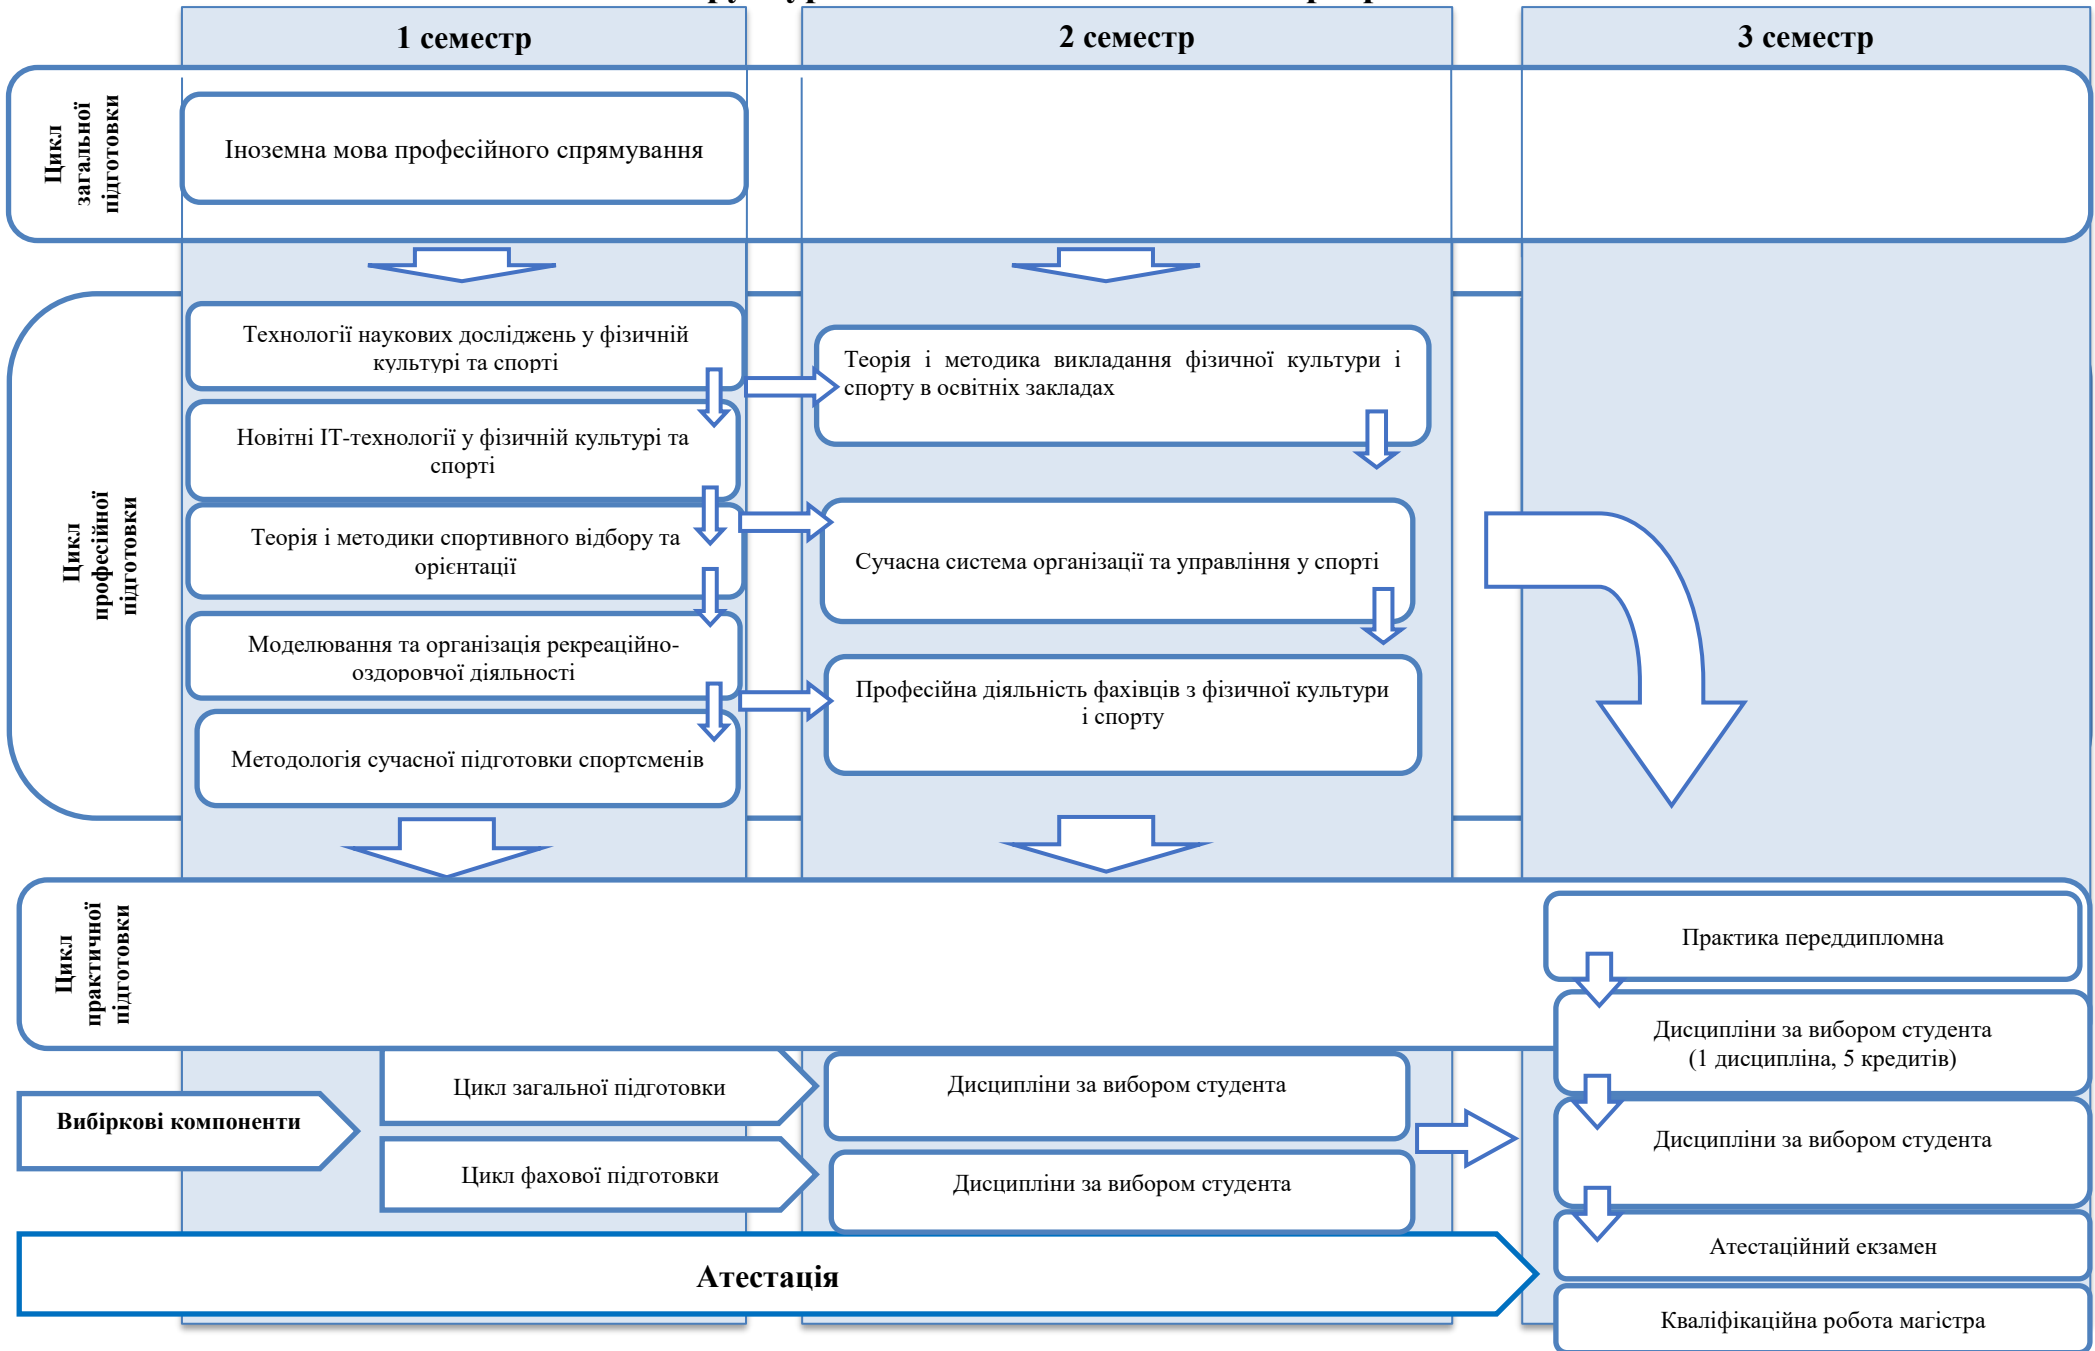 1 семестр
2 семестр
3 семестр
Цикл
загальної
підготовки
Іноземна мова професійного спрямування
Цикл
професійної
підготовки
Технології наукових досліджень у фізичній
культурі та спорті
Новітні ІТ-технології у фізичній культурі та
спорті
Теорія і методики спортивного відбору та
орієнтації
Моделювання та організація рекреаційно-
оздоровчої діяльності
Методологія сучасної підготовки спортсменів
Теорія і методика викладання фізичної культури і
спорту в освітніх закладах
Сучасна система організації та управління у спорті
Професійна діяльність фахівців з фізичної культури
і спорту
Цикл
практичної
підготовки
Практика переддипломна
Дисципліни за вибором студента
(1 дисципліна, 5 кредитів)
Вибіркові компоненти
Цикл загальної підготовки
Дисципліни за вибором студента
Дисципліни за вибором студента
Цикл фахової підготовки
Дисципліни за вибором студента
Атестація
Атестаційний екзамен
Кваліфікаційна робота магістра